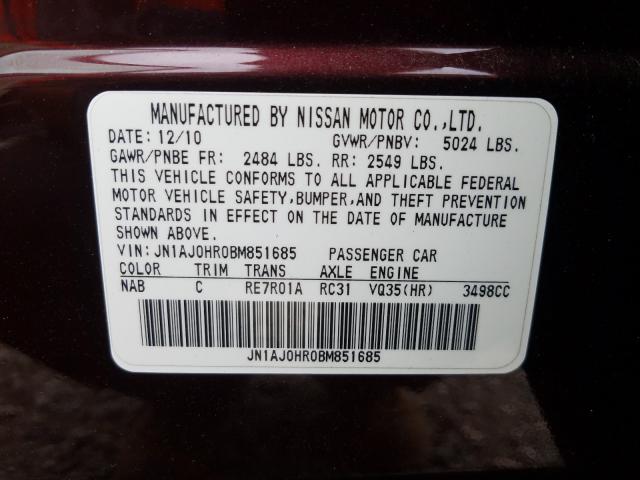 MANUFACTURED BY NISSAN MOTOR CO.,LTD.
DATE: 12/10 GVWR/PNBV: 5024 LBS.
GAWR/PNBE FR: 2484 LBS. RR: 2549 LBS.
THIS VEHICLE CONFORMS TO ALL APPLICABLE FEDERAL
MOTOR VEHICLE SAFETY,BUMPER,AND THEFT PREVENTION
STANDARDS IN EFFECT ON THE DATE OF MANUFACTURE
SHOWN ABOVE.
VIN: JN1AJ0HR0BM851685 PASSENGER CAR
COLOR TRIM TRANS AXLE ENGINE
NAB C RE7R01A RC31 VQ35(HR) 3498CC
JN1AJ0HR0BM851685